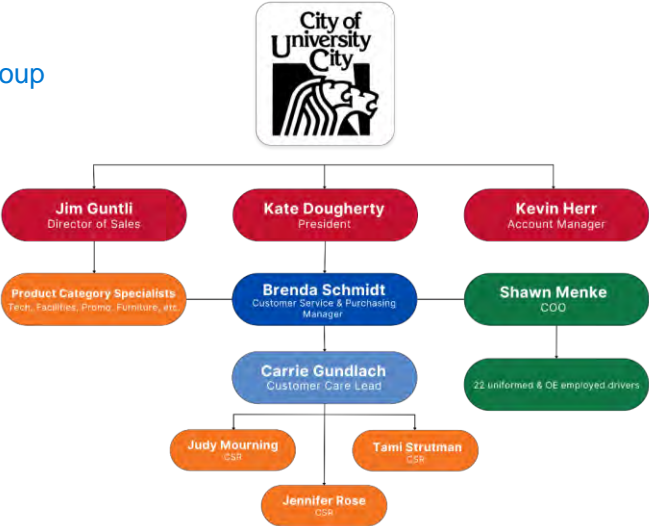 City of
University
City
oup
Jim Guntli
Director of Sales
Kate Dougherty
President
Kevin Herr
Account Manager
Product Category Specialists
Tech, Facilities, Promo, Furniture, etc.
Brenda Schmidt
Customer Service & Purchasing
Manager
Shawn Menke
COO
Carrie Gundlach
Customer Care Lead
22 uniformed & OE employed drivers
Judy Mourning
CSR
Tami Strutman
CSR
Jennifer Rose
CSR